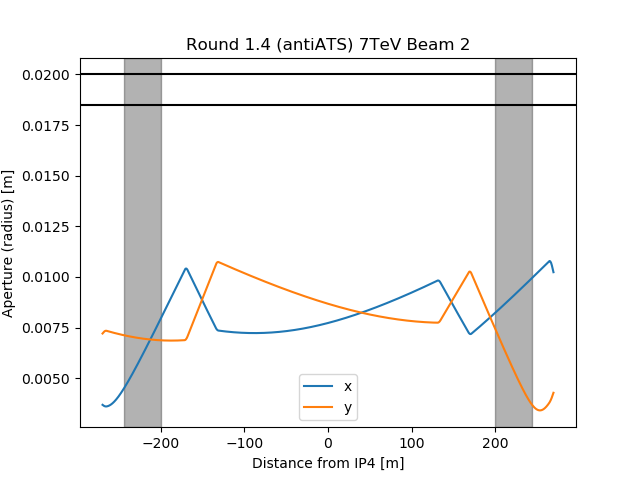 Round 1.4 (antiATS) 7TeV Beam 2
Aperture (radius) [m]
0.0200
0.0175
0.0150
0.0125
0.0100
0.0075
0.0050
x
y
−200
−100
0
100
200
Distance from IP4 [m]